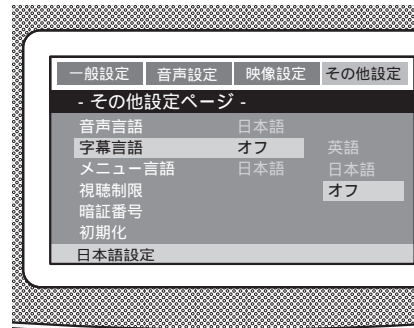 一般設定 音声設定 映像設定 その他設定
- その他設定ページ -
音声言語 日本語
字幕言語 オフ 英語
メニュー言語 日本語 日本語
視聴制限 オフ
暗証番号
初期化
日本語設定